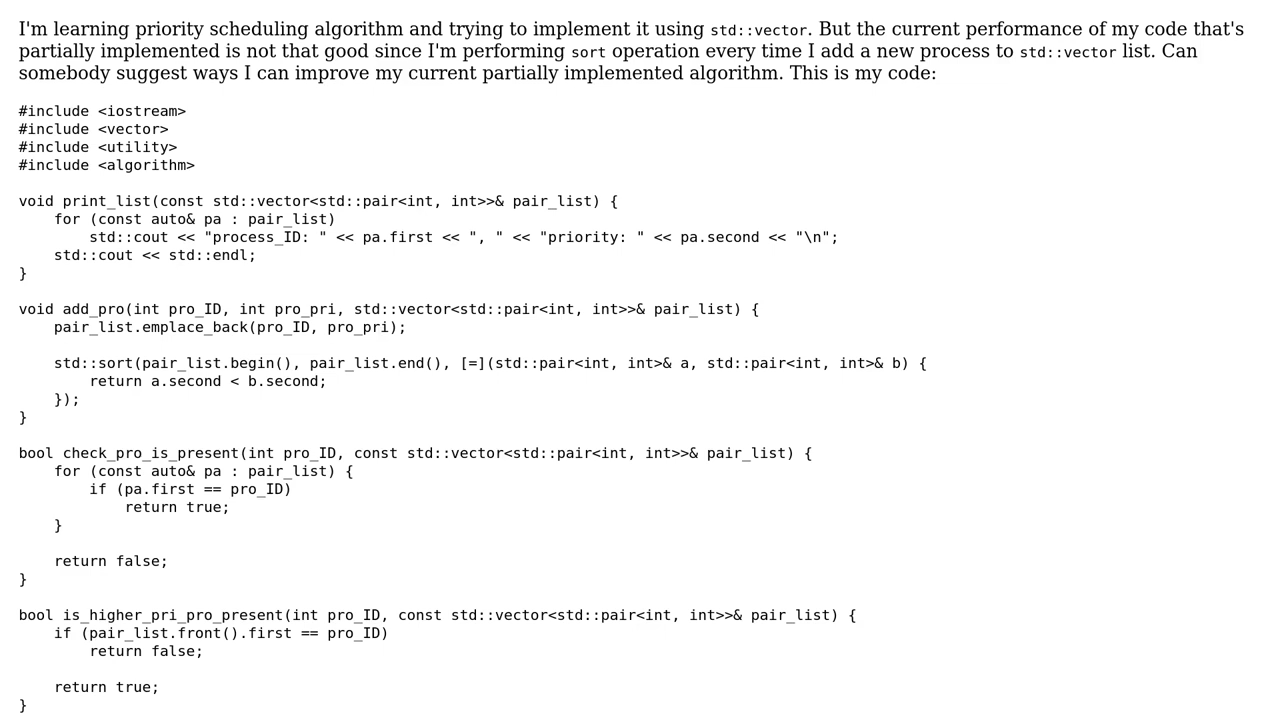 I'm learning priority scheduling algorithm and trying to implement it using std::vector. But the current performance of my code that's
partially implemented is not that good since I'm performing sort operation every time I add a new process to std::vector list. Can
somebody suggest ways I can improve my current partially implemented algorithm. This is my code:

#include <iostream>
#include <vector>
#include <utility>
#include <algorithm>

void print_list(const std::vector<std::pair<int, int>>& pair_list) {
    for (const auto& pa : pair_list)
        std::cout << "process_ID: " << pa.first << ", " << "priority: " << pa.second << "\n";
    std::cout << std::endl;
}

void add_pro(int pro_ID, int pro_pri, std::vector<std::pair<int, int>>& pair_list) {
    pair_list.emplace_back(pro_ID, pro_pri);

    std::sort(pair_list.begin(), pair_list.end(), [=](std::pair<int, int>& a, std::pair<int, int>& b) {
        return a.second < b.second;
    });
}

bool check_pro_is_present(int pro_ID, const std::vector<std::pair<int, int>>& pair_list) {
    for (const auto& pa : pair_list) {
        if (pa.first == pro_ID)
            return true;
    }

    return false;
}

bool is_higher_pri_pro_present(int pro_ID, const std::vector<std::pair<int, int>>& pair_list) {
    if (pair_list.front().first == pro_ID)
        return false;

    return true;
}